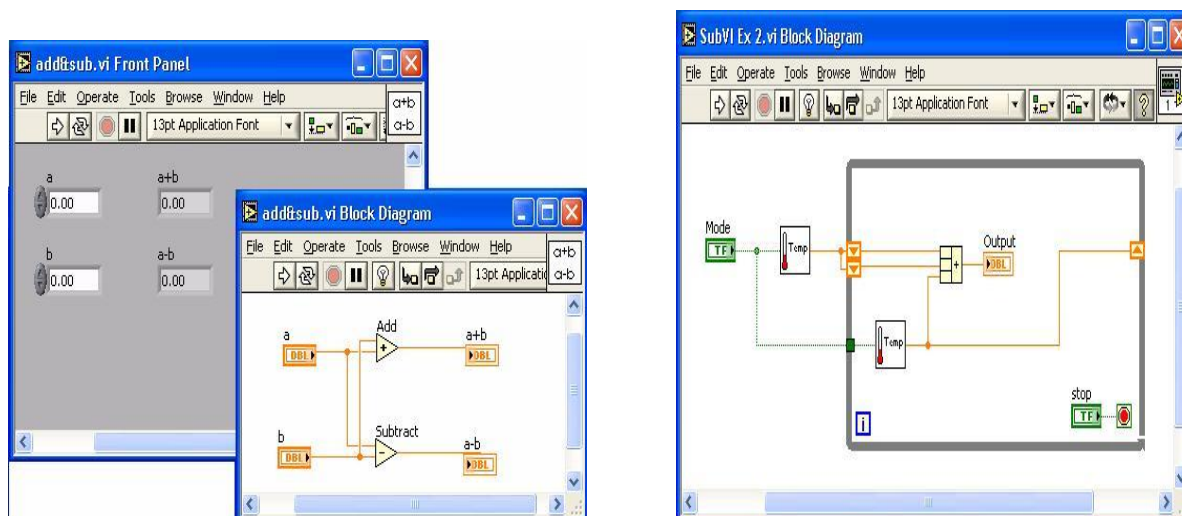 add&sub.vi Front Panel
File Edit Operate Tools Browse Window Help
13pt Application Font
a+b
a-b
a
0.00
a+b
0.00
b
0.00
a-b
0.00
add&sub.vi Block Diagram
File Edit Operate Tools Browse Window Help
13pt Applicatio
a+b
a-b
a
DBL
Add
+
a+b
DBL
b
DBL
Subtract
-
a-b
DBL
SubVI Ex 2.vi Block Diagram
File Edit Operate Tools Browse Window Help
13pt Application Font
?
1
Mode
TF
Temp
+
Output
DBL
Temp
stop
TF
i